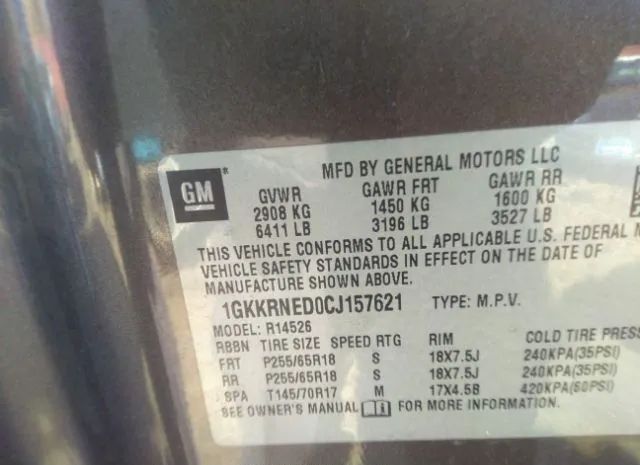 GM
MFD BY GENERAL MOTORS LLC
GVWR GAWR FRT GAWR RR
2908 KG 1450 KG 1600 KG
6411 LB 3196 LB 3527 LB
THIS VEHICLE CONFORMS TO ALL APPLICABLE U.S. FEDERAL M
VEHICLE SAFETY STANDARDS IN EFFECT ON THE DATE OF
MANUFACTURE SHOWN ABOVE.
1GKKRNED0CJ157621 TYPE: M.P.V.
MODEL: R14526
RBBN TIRE SIZE SPEED RTG RIM COLD TIRE PRESS
FRT P255/65R18 S 18X7.5J 240KPA(35PSI)
RR P255/65R18 S 18X7.5J 240KPA(35PSI)
SPA T145/70R17 M 17X4.5B 420KPA(60PSI)
SEE OWNER'S MANUAL FOR MORE INFORMATION.